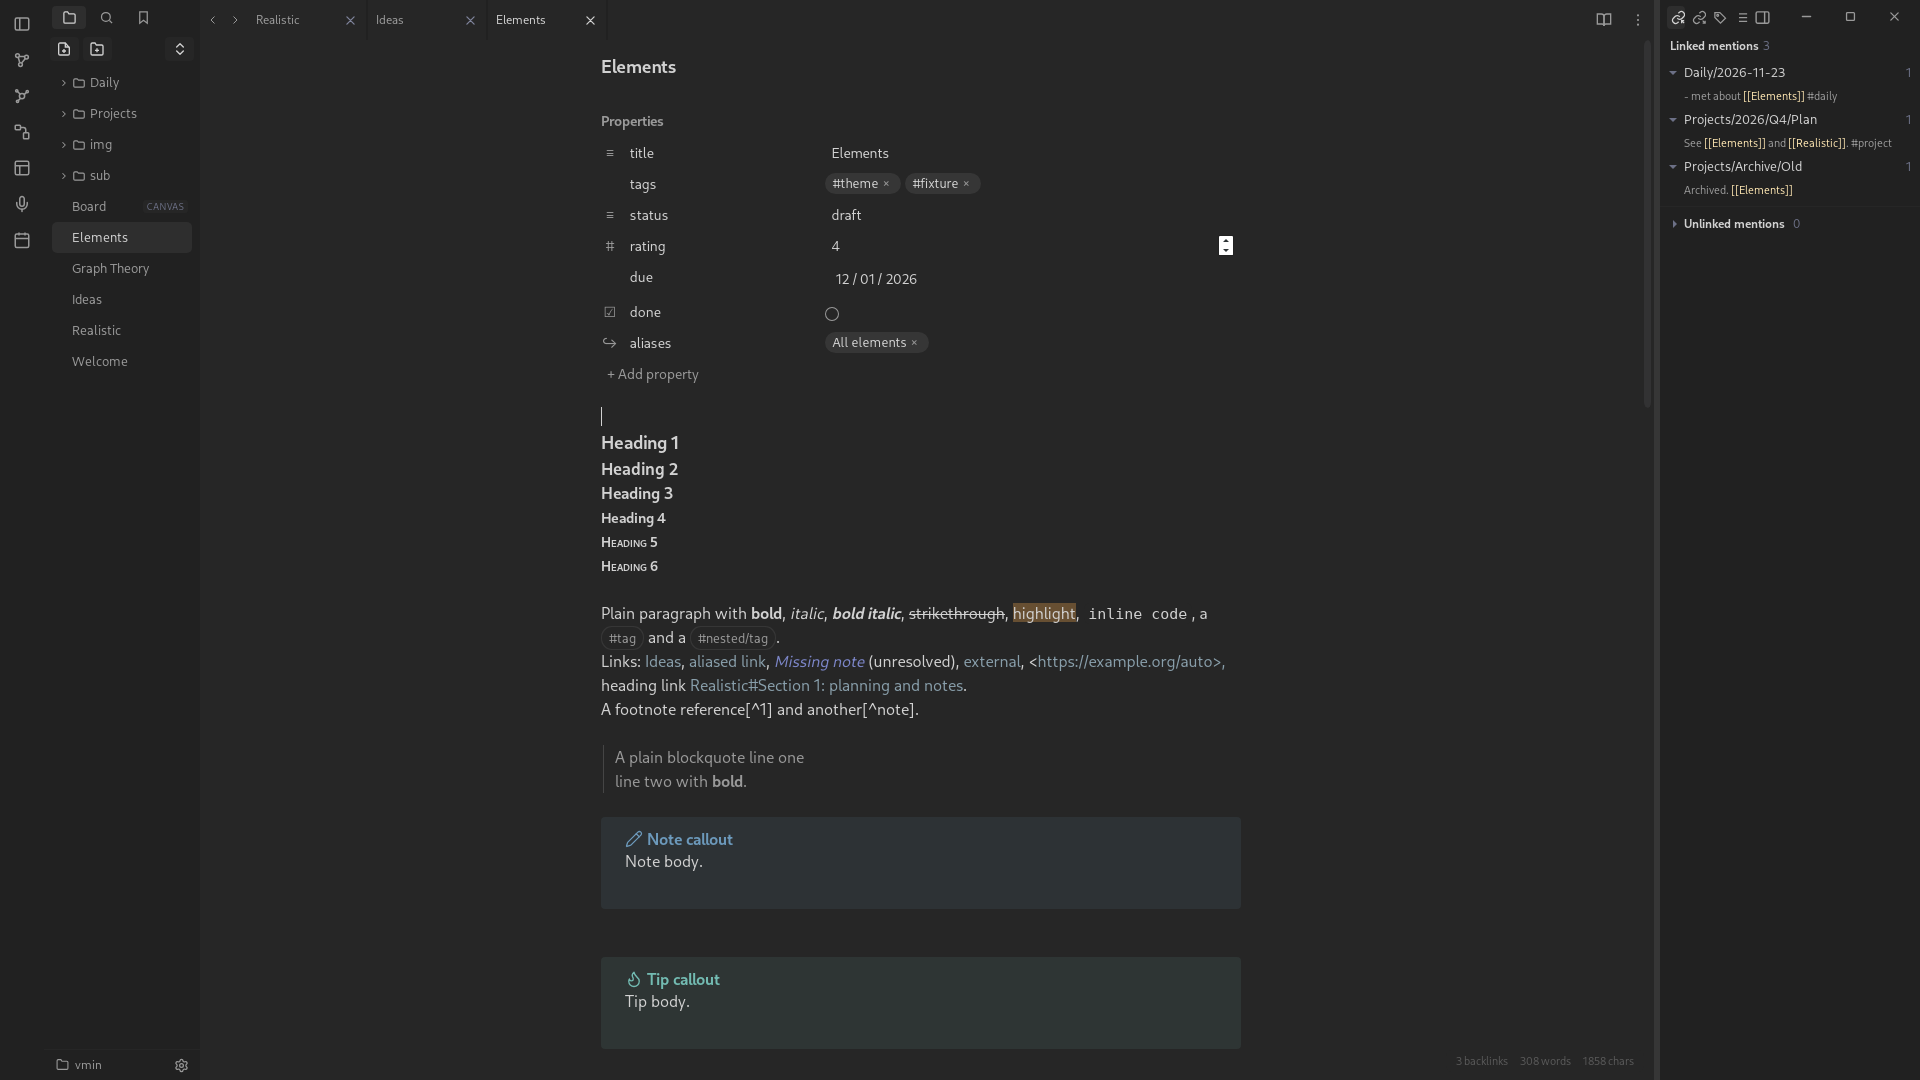 Realistic
Ideas
Elements
Daily
Projects
img
sub
Board CANVAS
Elements
Graph Theory
Ideas
Realistic
Welcome
vmin
Elements
Properties
title Elements
tags #theme × #fixture ×
status draft
rating 4
due 12/01/2026
done
aliases All elements ×
+ Add property
Heading 1
Heading 2
Heading 3
Heading 4
Heading 5
Heading 6
Plain paragraph with bold, italic, bold italic, strikethrough, highlight, inline code, a
#tag and a #nested/tag.
Links: Ideas, aliased link, Missing note (unresolved), external, <https://example.org/auto>,
heading link Realistic#Section 1: planning and notes.
A footnote reference[^1] and another[^note].
A plain blockquote line one
line two with bold.
Note callout
Note body.
Tip callout
Tip body.
3 backlinks 308 words 1858 chars
Linked mentions 3
Daily/2026-11-23 1
- met about [[Elements]] #daily
Projects/2026/Q4/Plan 1
See [[Elements]] and [[Realistic]]. #project
Projects/Archive/Old 1
Archived. [[Elements]]
Unlinked mentions 0